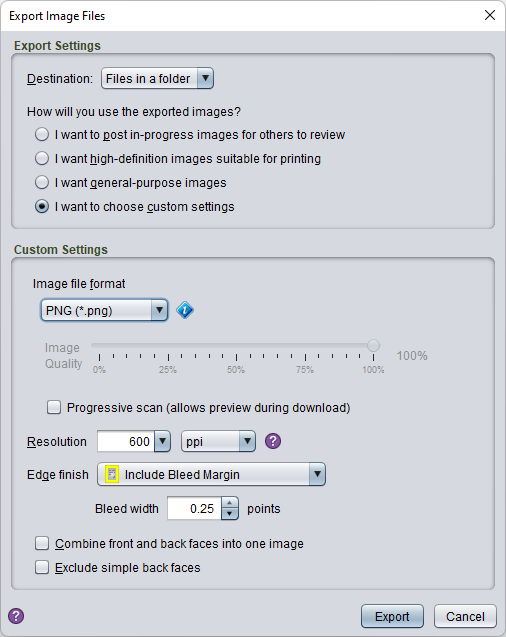 Export Image Files
Export Settings
Destination: Files in a folder
How will you use the exported images?
I want to post in-progress images for others to review
I want high-definition images suitable for printing
I want general-purpose images
I want to choose custom settings
Custom Settings
Image file format
PNG (*.png)
Image
Quality
100%
0% 25% 50% 75% 100%
Progressive scan (allows preview during download)
Resolution 600 ppi ?
Edge finish Include Bleed Margin
Bleed width 0.25 points
Combine front and back faces into one image
Exclude simple back faces
? Export Cancel